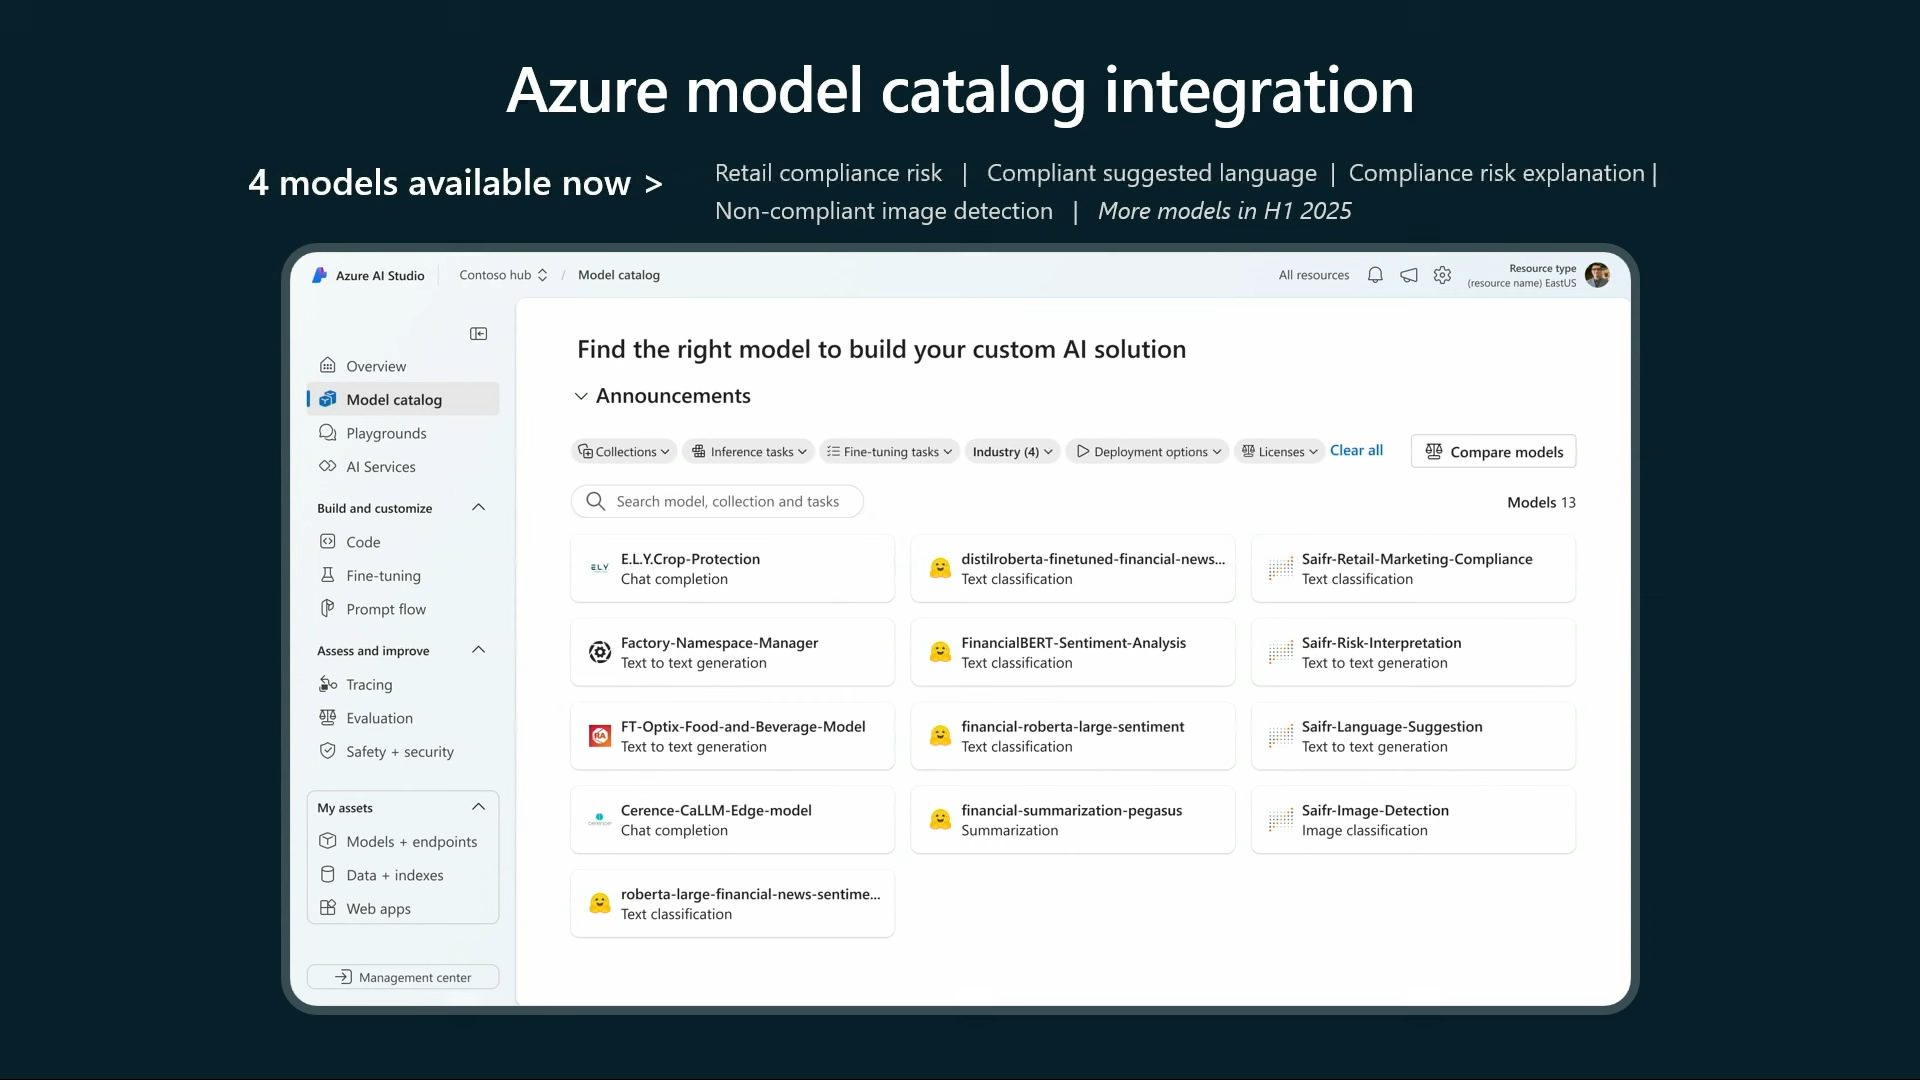 Azure model catalog integration
4 models available now >
Retail compliance risk | Compliant suggested language | Compliance risk explanation |
Non-compliant image detection | More models in H1 2025
Azure AI Studio
Contoso hub / Model catalog
All resources
Resource type
(resource name) EastUS
Overview
Model catalog
Playgrounds
AI Services
Build and customize
Code
Fine-tuning
Prompt flow
Assess and improve
Tracing
Evaluation
Safety + security
My assets
Models + endpoints
Data + indexes
Web apps
Management center
Find the right model to build your custom AI solution
Announcements
Collections
Inference tasks
Fine-tuning tasks
Industry (4)
Deployment options
Licenses
Clear all
Compare models
Search model, collection and tasks
Models 13
ELY
E.L.Y.Crop-Protection
Chat completion
distilroberta-finetuned-financial-news...
Text classification
Saifr-Retail-Marketing-Compliance
Text classification
Factory-Namespace-Manager
Text to text generation
FinancialBERT-Sentiment-Analysis
Text classification
Saifr-Risk-Interpretation
Text to text generation
RA
FT-Optix-Food-and-Beverage-Model
Text to text generation
financial-roberta-large-sentiment
Text classification
Saifr-Language-Suggestion
Text to text generation
Cerence-CaLLM-Edge-model
Chat completion
financial-summarization-pegasus
Summarization
Saifr-Image-Detection
Image classification
roberta-large-financial-news-sentime...
Text classification